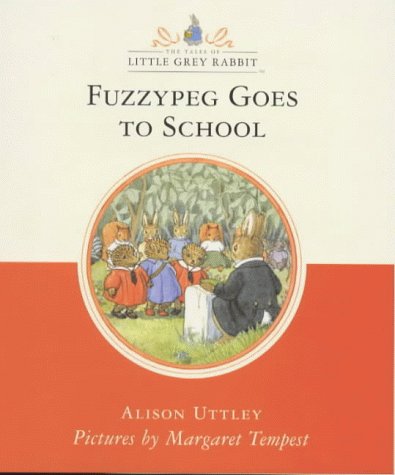 THE TALES OF
LITTLE GREY RABBIT
FUZZYPEG GOES
TO SCHOOL
ALISON UTTLEY
Pictures by Margaret Tempest